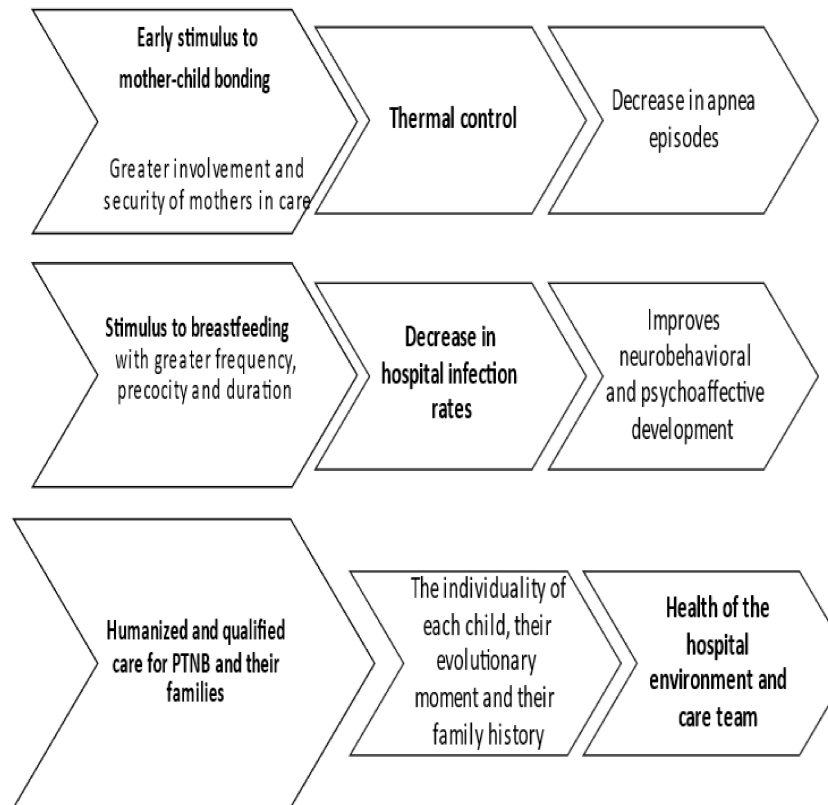 Early stimulus to
mother-child bonding
Greater involvement and
security of mothers in care
Thermal control
Decrease in apnea
episodes
Stimulus to breastfeeding
with greater frequency,
precocity and duration
Decrease in
hospital infection
rates
Improves
neurobehavioral
and psychoaffective
development
Humanized and qualified
care for PTNB and their
families
The individuality of
each child, their
evolutionary
moment and their
family history
Health of the
hospital
environment and
care team